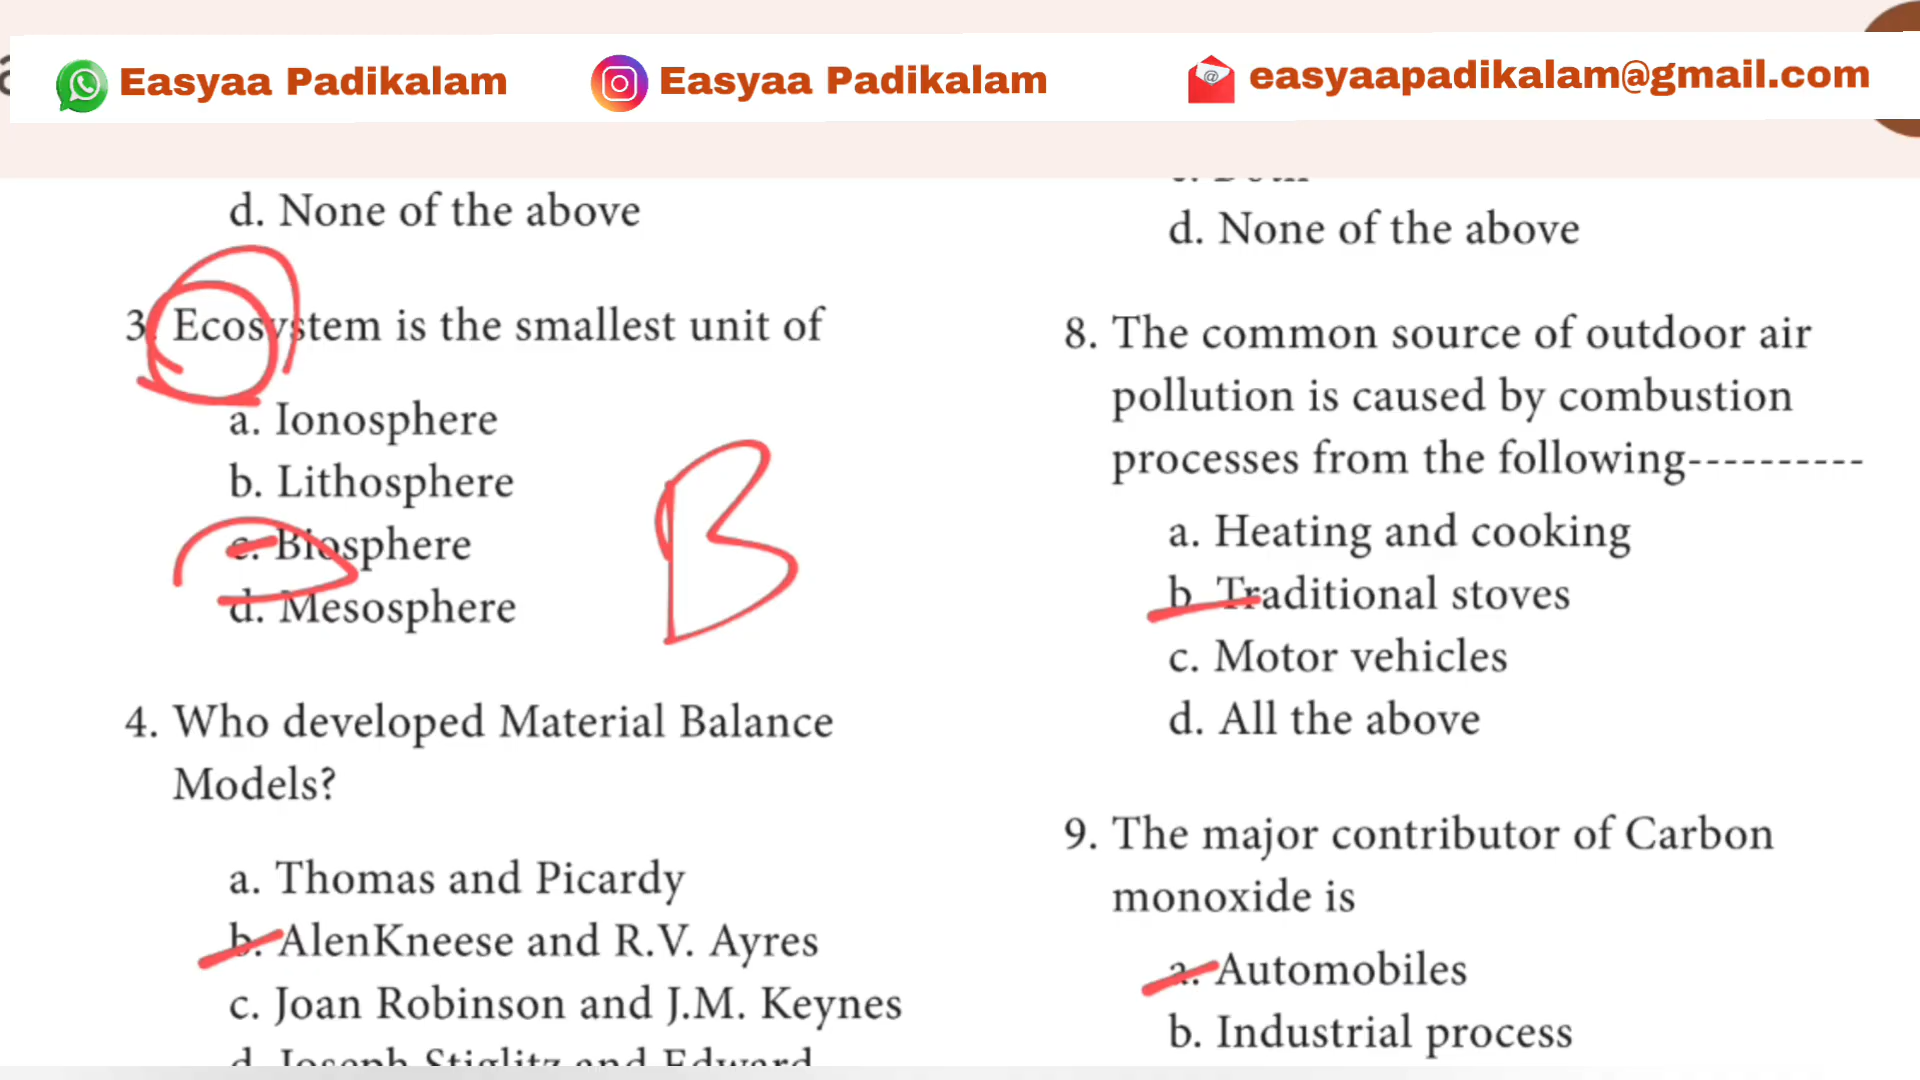 Easyaa Padikalam
Easyaa Padikalam
easyaapadikalam@gmail.com
d. None of the above
3. Ecosystem is the smallest unit of
a. Ionosphere
b. Lithosphere
c. Biosphere
d. Mesosphere
B
4. Who developed Material Balance
Models?
a. Thomas and Picardy
b. AlenKneese and R.V. Ayres
c. Joan Robinson and J.M. Keynes
d. Joseph Stiglitz and Edward
d. None of the above
8. The common source of outdoor air
pollution is caused by combustion
processes from the following----------
a. Heating and cooking
b. Traditional stoves
c. Motor vehicles
d. All the above
9. The major contributor of Carbon
monoxide is
a. Automobiles
b. Industrial process